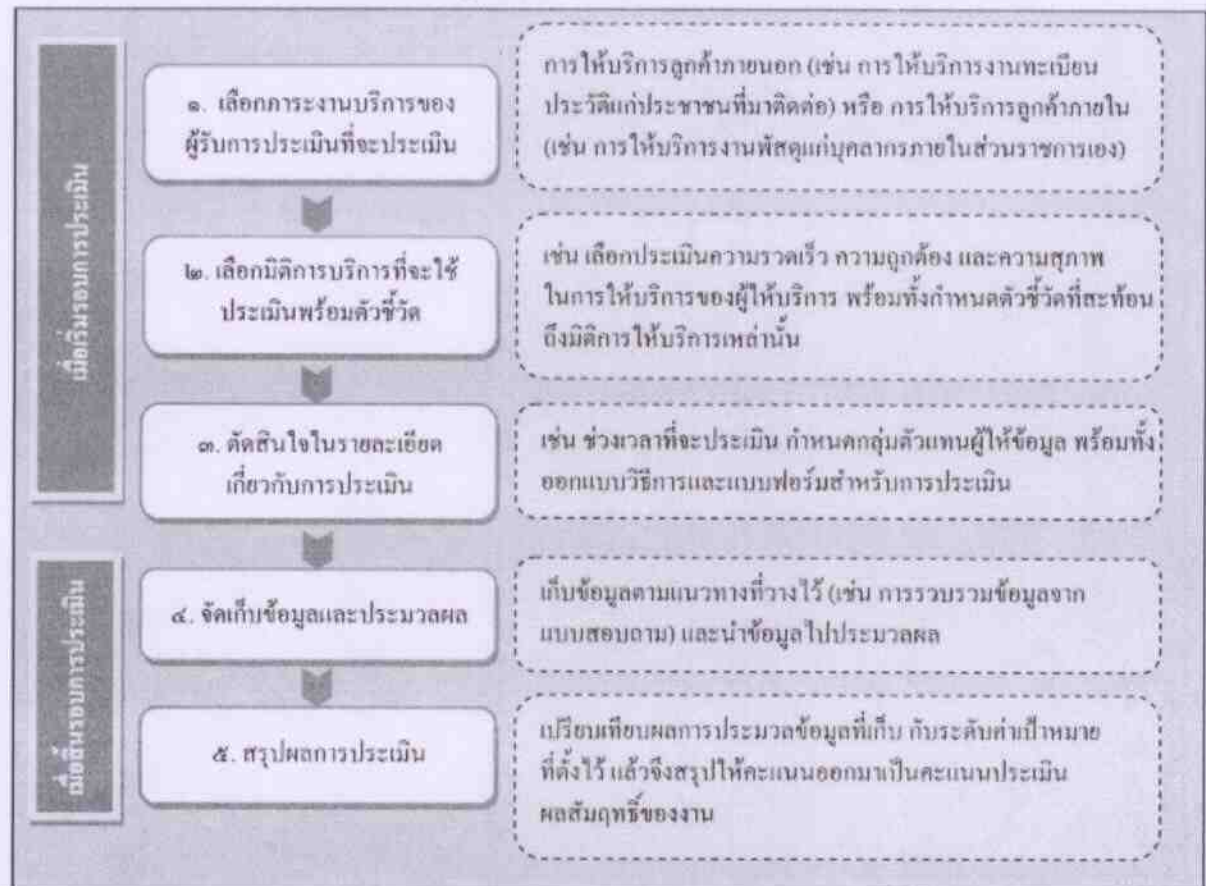 เมื่อเริ่มรอบการประเมิน
๑. เลือกภาระงานบริการของ
ผู้รับการประเมินที่จะประเมิน
การให้บริการลูกค้าภายนอก (เช่น การให้บริการงานทะเบียน
ประวัติแก่ประชาชนที่มาติดต่อ) หรือ การให้บริการลูกค้าภายใน
(เช่น การให้บริการงานพัสดุแก่บุคลากรภายในส่วนราชการเอง)
๒. เลือกมิติการบริการที่จะใช้
ประเมินพร้อมตัวชี้วัด
เช่น เลือกประเมินความรวดเร็ว ความถูกต้อง และความสุภาพ
ในการให้บริการของผู้ให้บริการ พร้อมทั้งกำหนดตัวชี้วัดที่สะท้อน
ถึงมิติการให้บริการเหล่านั้น
๓. ตัดสินใจในรายละเอียด
เกี่ยวกับการประเมิน
เช่น ช่วงเวลาที่จะประเมิน กำหนดกลุ่มตัวแทนผู้ให้ข้อมูล พร้อมทั้ง
ออกแบบวิธีการและแบบฟอร์มสำหรับการประเมิน
เมื่อสิ้นรอบการประเมิน
๔. จัดเก็บข้อมูลและประมวลผล
เก็บข้อมูลตามแนวทางที่วางไว้ (เช่น การรวบรวมข้อมูลจาก
แบบสอบถาม) และนำข้อมูลไปประมวลผล
๕. สรุปผลการประเมิน
เปรียบเทียบผลการประมวลข้อมูลที่เก็บ กับระดับค่าเป้าหมาย
ที่ตั้งไว้ แล้วจึงสรุปให้คะแนนออกมาเป็นคะแนนประเมิน
ผลสัมฤทธิ์ของงาน